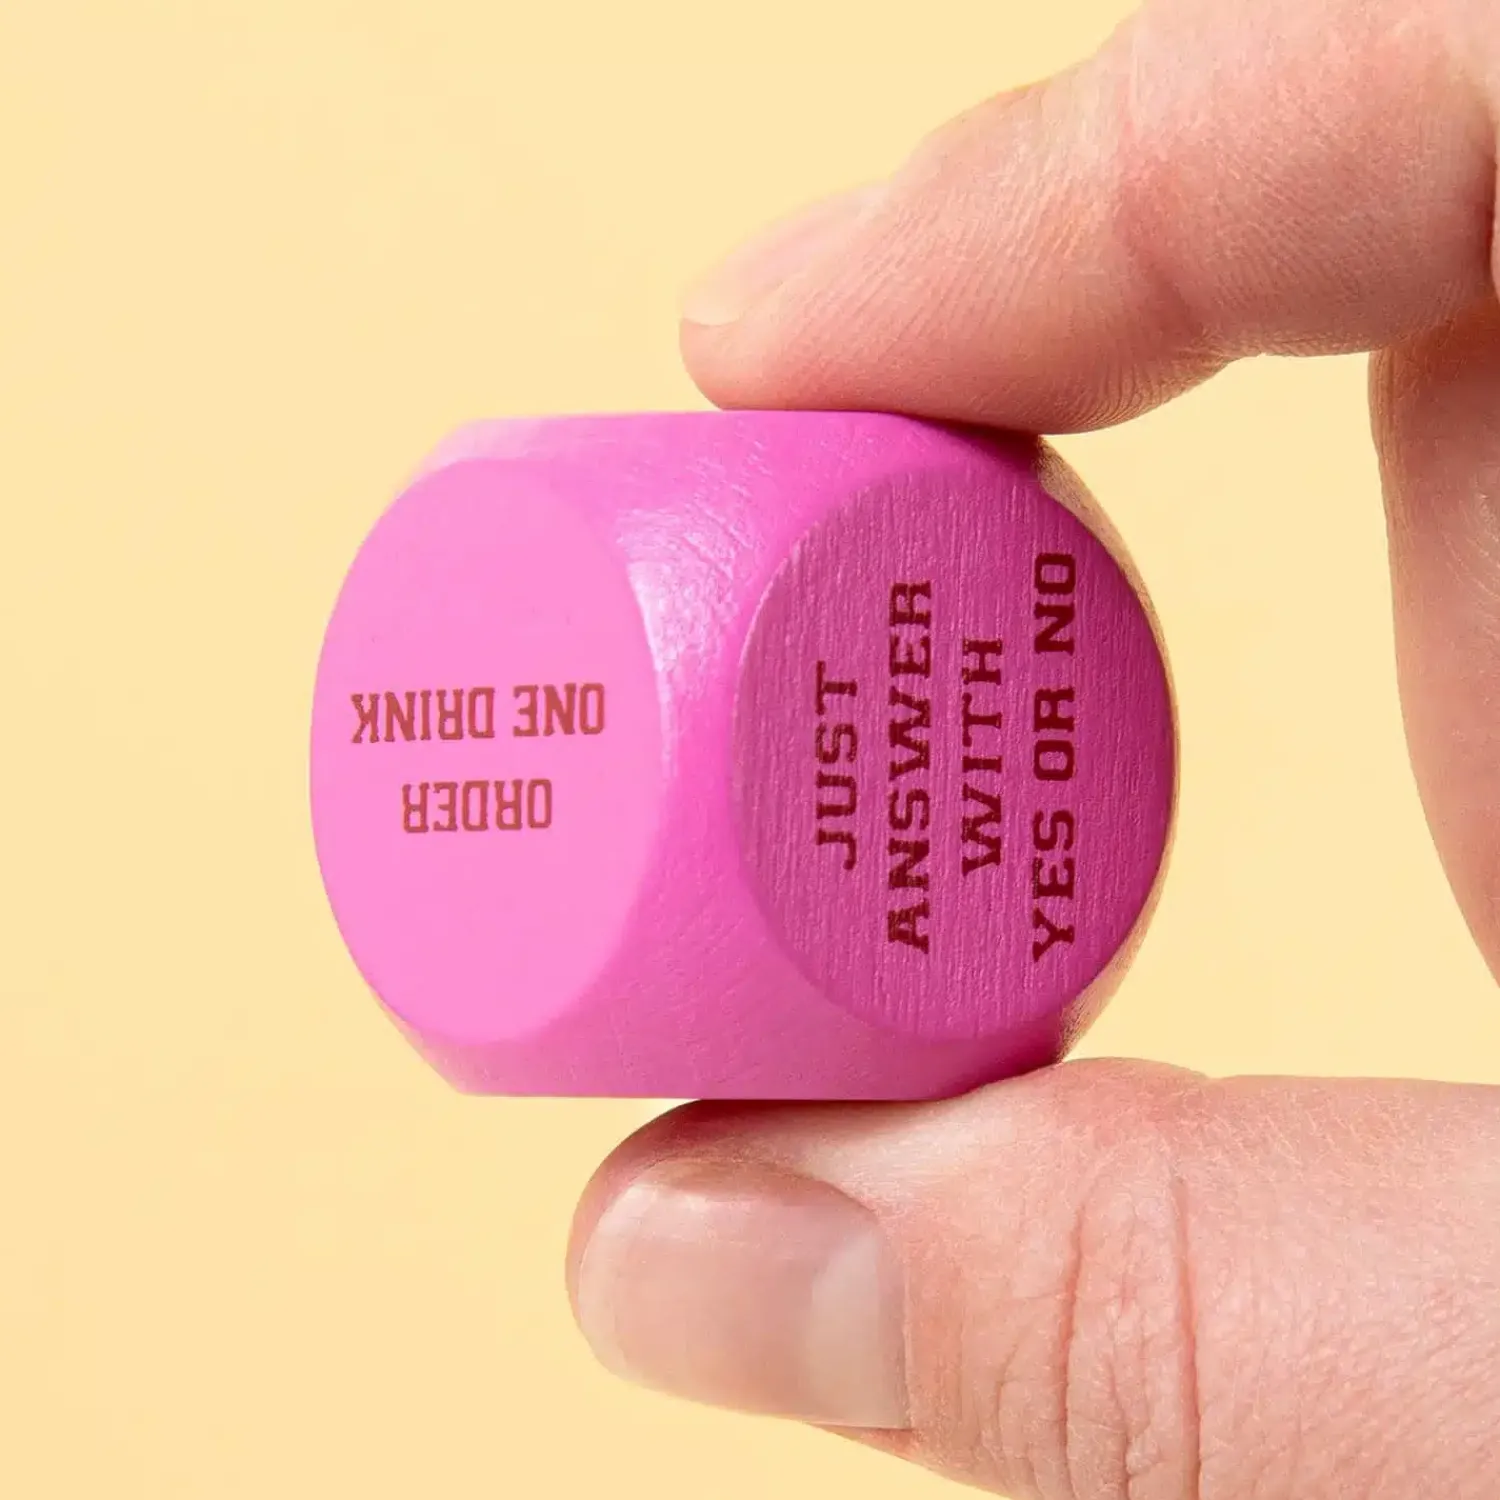 ORDER
ONE DRINK
JUST
ANSWER
WITH
YES OR NO